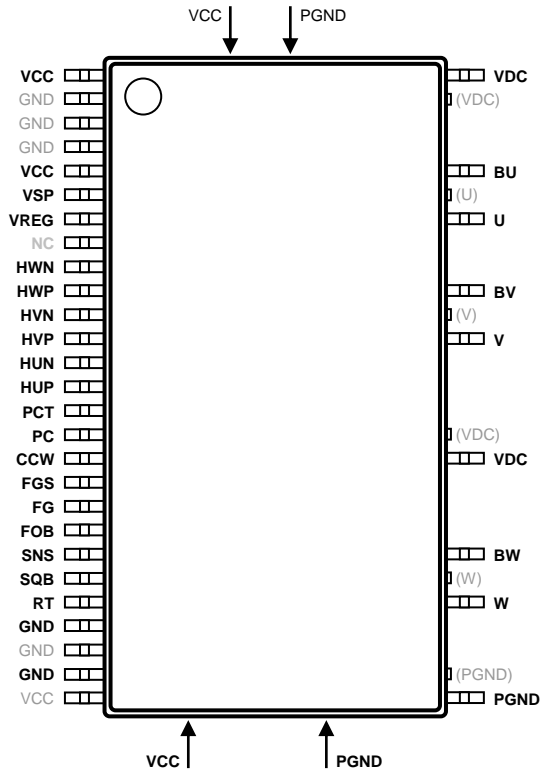 VCC PGND
VCC
GND
GND
GND
VCC
VSP
VREG
NC
HWN
HWP
HVN
HVP
HUN
HUP
PCT
PC
CCW
FGS
FG
FOB
SNS
SQB
RT
GND
GND
GND
VCC
VDC
(VDC)
BU
(U)
U
BV
(V)
V
(VDC)
VDC
BW
(W)
W
(PGND)
PGND
VCC PGND